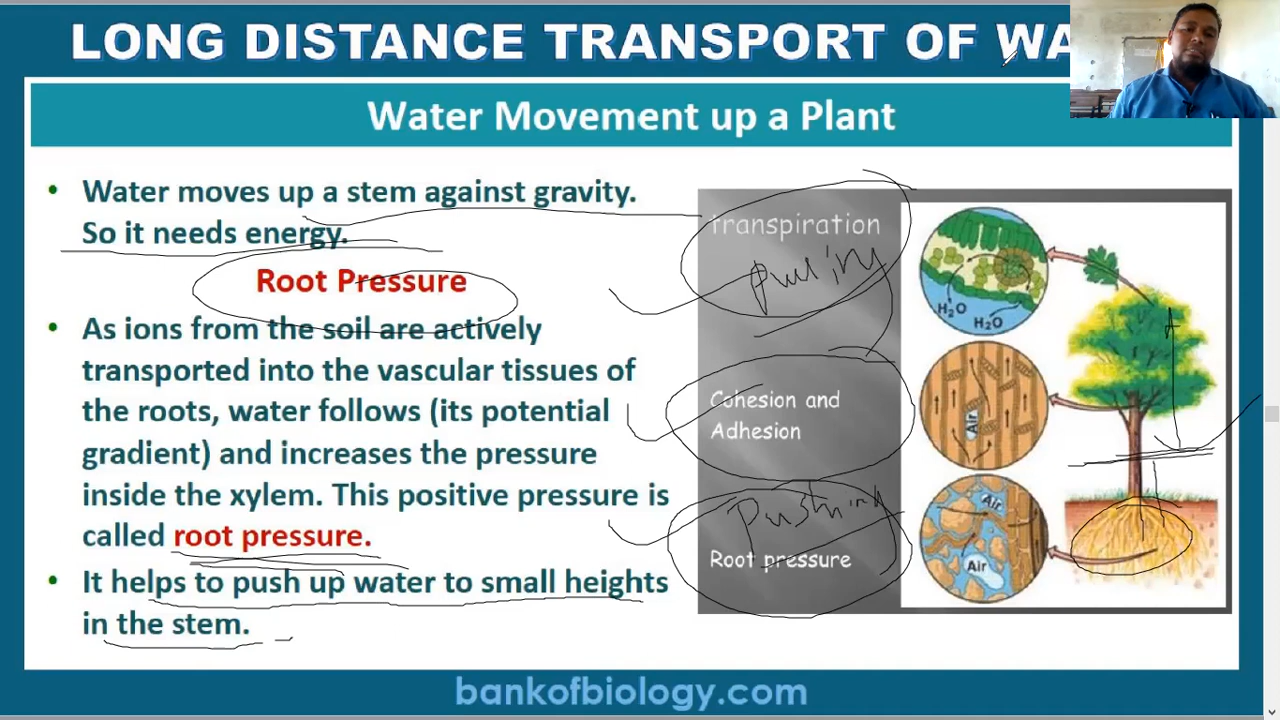 LONG DISTANCE TRANSPORT OF WA
Water Movement up a Plant
• Water moves up a stem against gravity.
So it needs energy.
Root Pressure
• As ions from the soil are actively
transported into the vascular tissues of
the roots, water follows (its potential
gradient) and increases the pressure
inside the xylem. This positive pressure is
called root pressure.
• It helps to push up water to small heights
in the stem.
transpiration
pulling
Cohesion and
Adhesion
Pushing
Root pressure
H₂O
H₂O
Air
Air
Air
bankofbiology.com